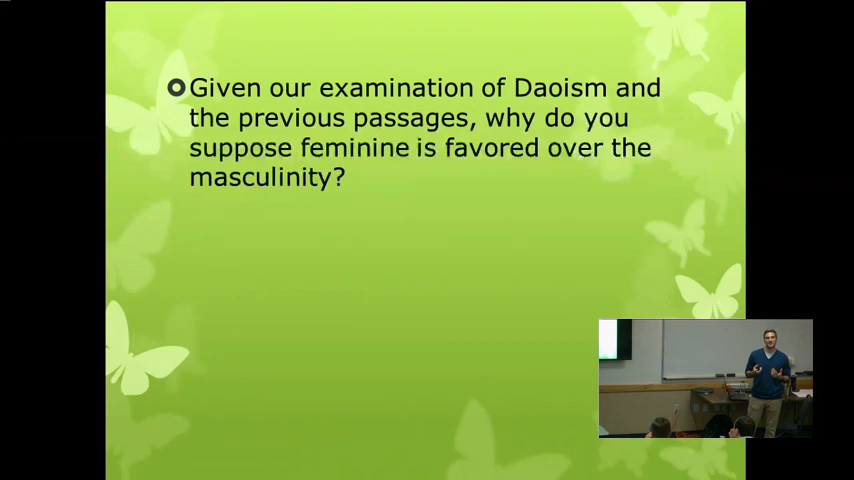 Given our examination of Daoism and
the previous passages, why do you
suppose feminine is favored over the
masculinity?